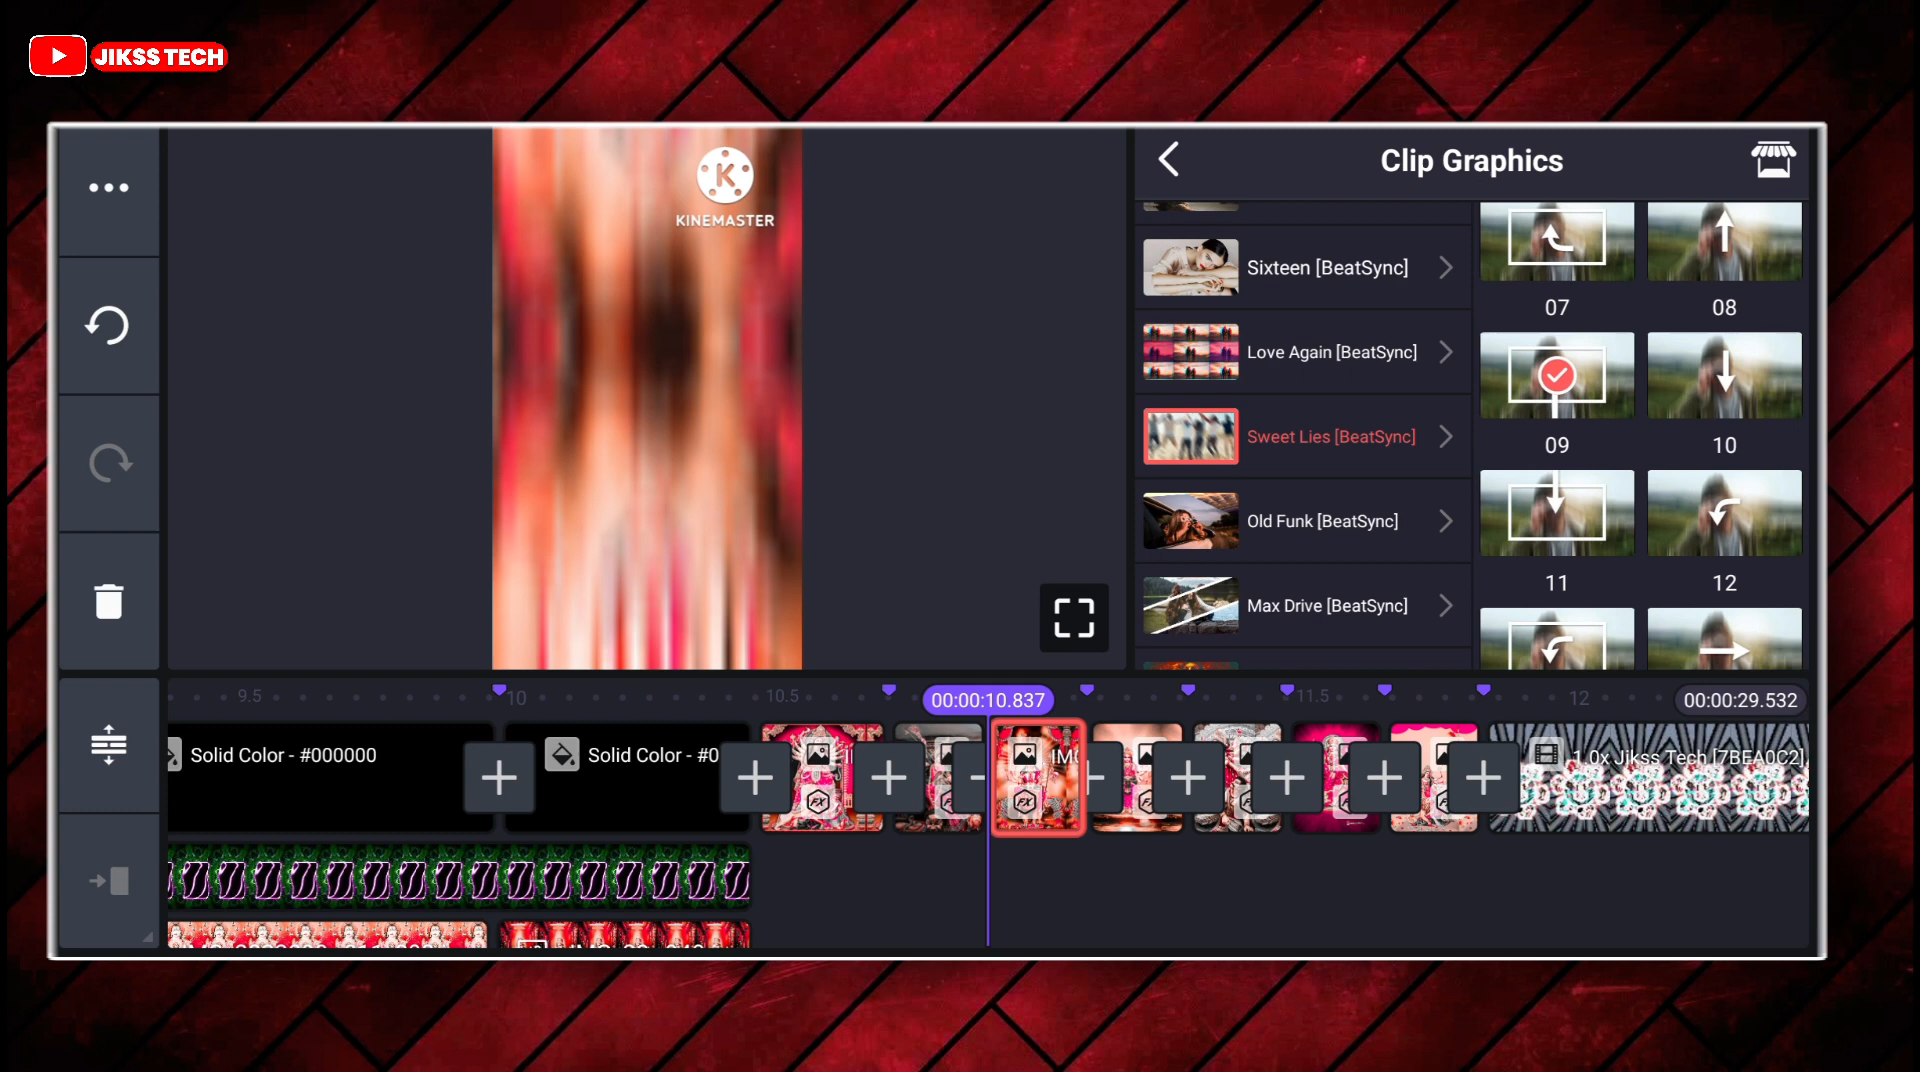 JIKSS TECH
K
KINEMASTER
Clip Graphics
Sixteen [BeatSync]
Love Again [BeatSync]
Sweet Lies [BeatSync]
Old Funk [BeatSync]
Max Drive [BeatSync]
07 08
09 10
11 12
9.5 10 10.5 00:00:10.837 11.5 12 00:00:29.532
Solid Color - #000000
Solid Color - #0
IMG
1.0x Jikss Tech [7BEA0C2]
FX